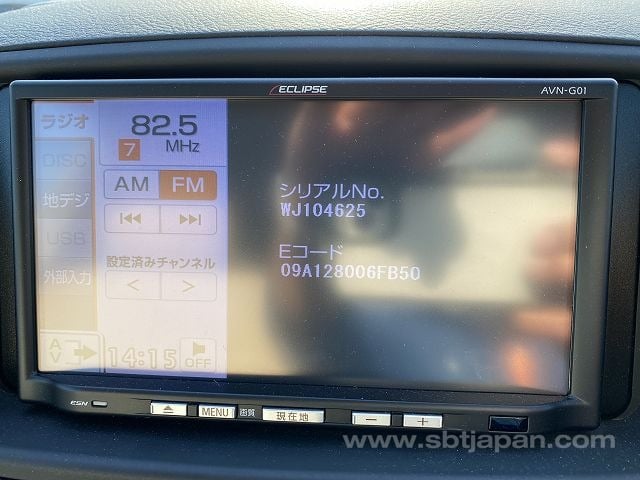 ECLIPSE
AVN-G01
ラジオ
82.5
7 MHz
DISC
AM FM
地デジ
USB
設定済みチャンネル
外部入力
< >
A
V
14:15
OFF
シリアルNo.
WJ104625
Eコード
09A128006FB50
ESN
MENU 画質 現在地 − +
www.sbtjapan.com